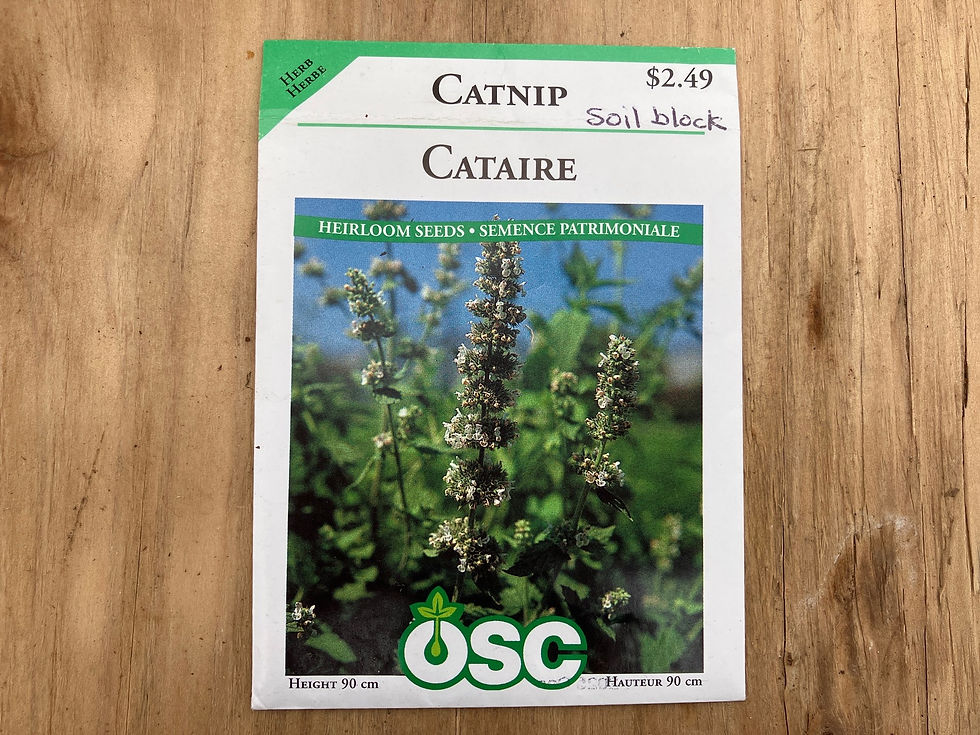 HERB
HERBE
CATNIP
$2.49
Soil block
CATAIRE
HEIRLOOM SEEDS • SEMENCE PATRIMONIALE
OSC
HEIGHT 90 cm
HAUTEUR 90 cm